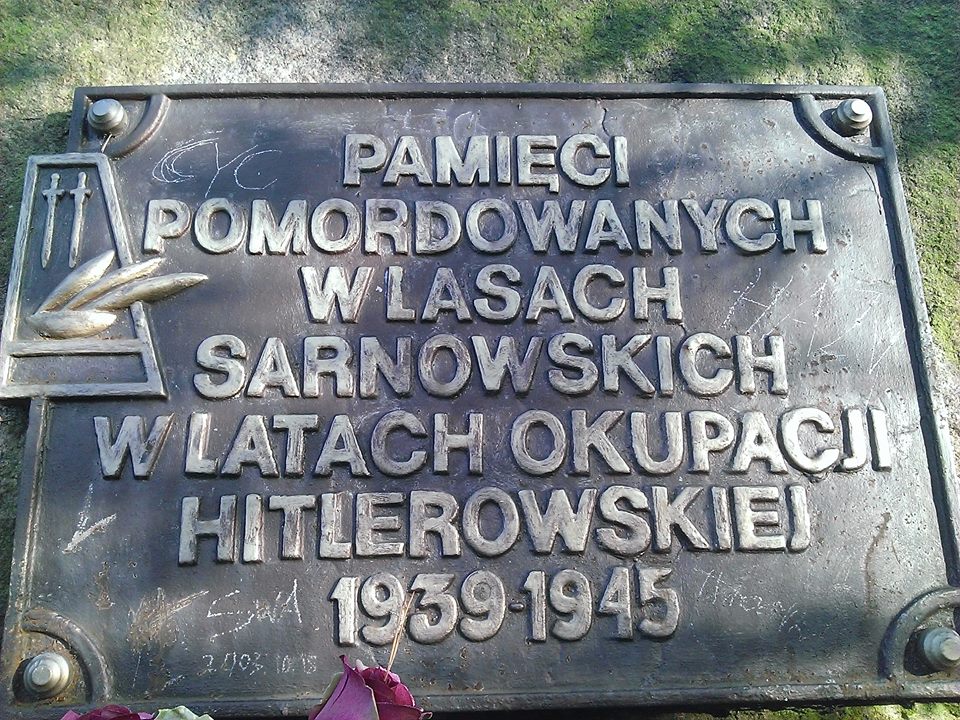 PAMIĘCI
POMORDOWANYCH
W LASACH
SARNOWSKICH
W LATACH OKUPACJI
HITLEROWSKIEJ
1939-1945